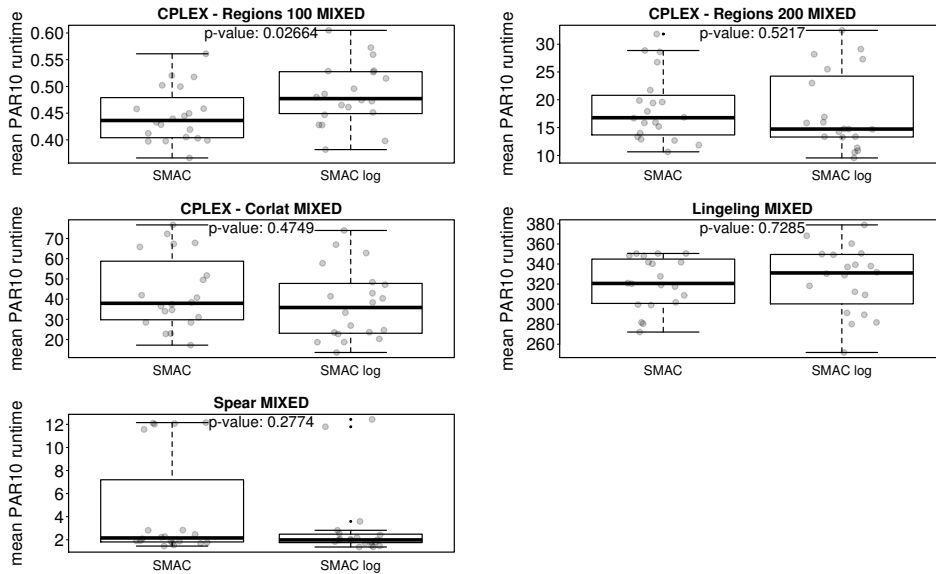 CPLEX - Regions 100 MIXED
p-value: 0.02664
mean PAR10 runtime
0.60
0.55
0.50
0.45
0.40
SMAC
SMAC log
CPLEX - Regions 200 MIXED
p-value: 0.5217
mean PAR10 runtime
30
25
20
15
10
SMAC
SMAC log
CPLEX - Corlat MIXED
p-value: 0.4749
mean PAR10 runtime
70
60
50
40
30
20
SMAC
SMAC log
Lingeling MIXED
p-value: 0.7285
mean PAR10 runtime
380
360
340
320
300
280
260
SMAC
SMAC log
Spear MIXED
p-value: 0.2774
mean PAR10 runtime
12
10
8
6
4
2
SMAC
SMAC log